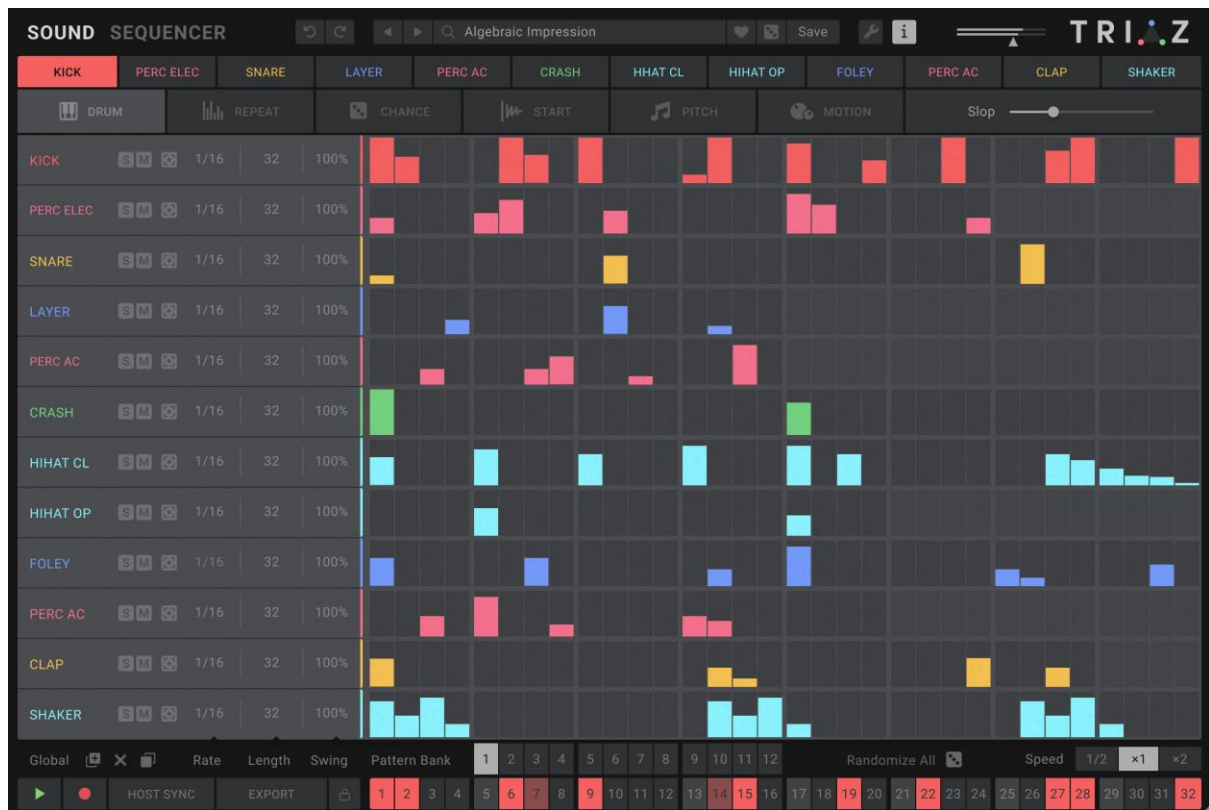 SOUND SEQUENCER Algebraic Impression Save i TRIAZ
KICK PERC ELEC SNARE LAYER PERC AC CRASH HHAT CL HIHAT OP FOLEY PERC AC CLAP SHAKER
DRUM REPEAT CHANCE START PITCH MOTION Slop
KICK S M 1/16 32 100%
PERC ELEC S M 1/16 32 100%
SNARE S M 1/16 32 100%
LAYER S M 1/16 32 100%
PERC AC S M 1/16 32 100%
CRASH S M 1/16 32 100%
HIHAT CL S M 1/16 32 100%
HIHAT OP S M 1/16 32 100%
FOLEY S M 1/16 32 100%
PERC AC S M 1/16 32 100%
CLAP S M 1/16 32 100%
SHAKER S M 1/16 32 100%
Global Rate Length Swing Pattern Bank 1 2 3 4 5 6 7 8 9 10 11 12 Randomize All Speed 1/2 ×1 ×2
HOST SYNC EXPORT 1 2 3 4 5 6 7 8 9 10 11 12 13 14 15 16 17 18 19 20 21 22 23 24 25 26 27 28 29 30 31 32